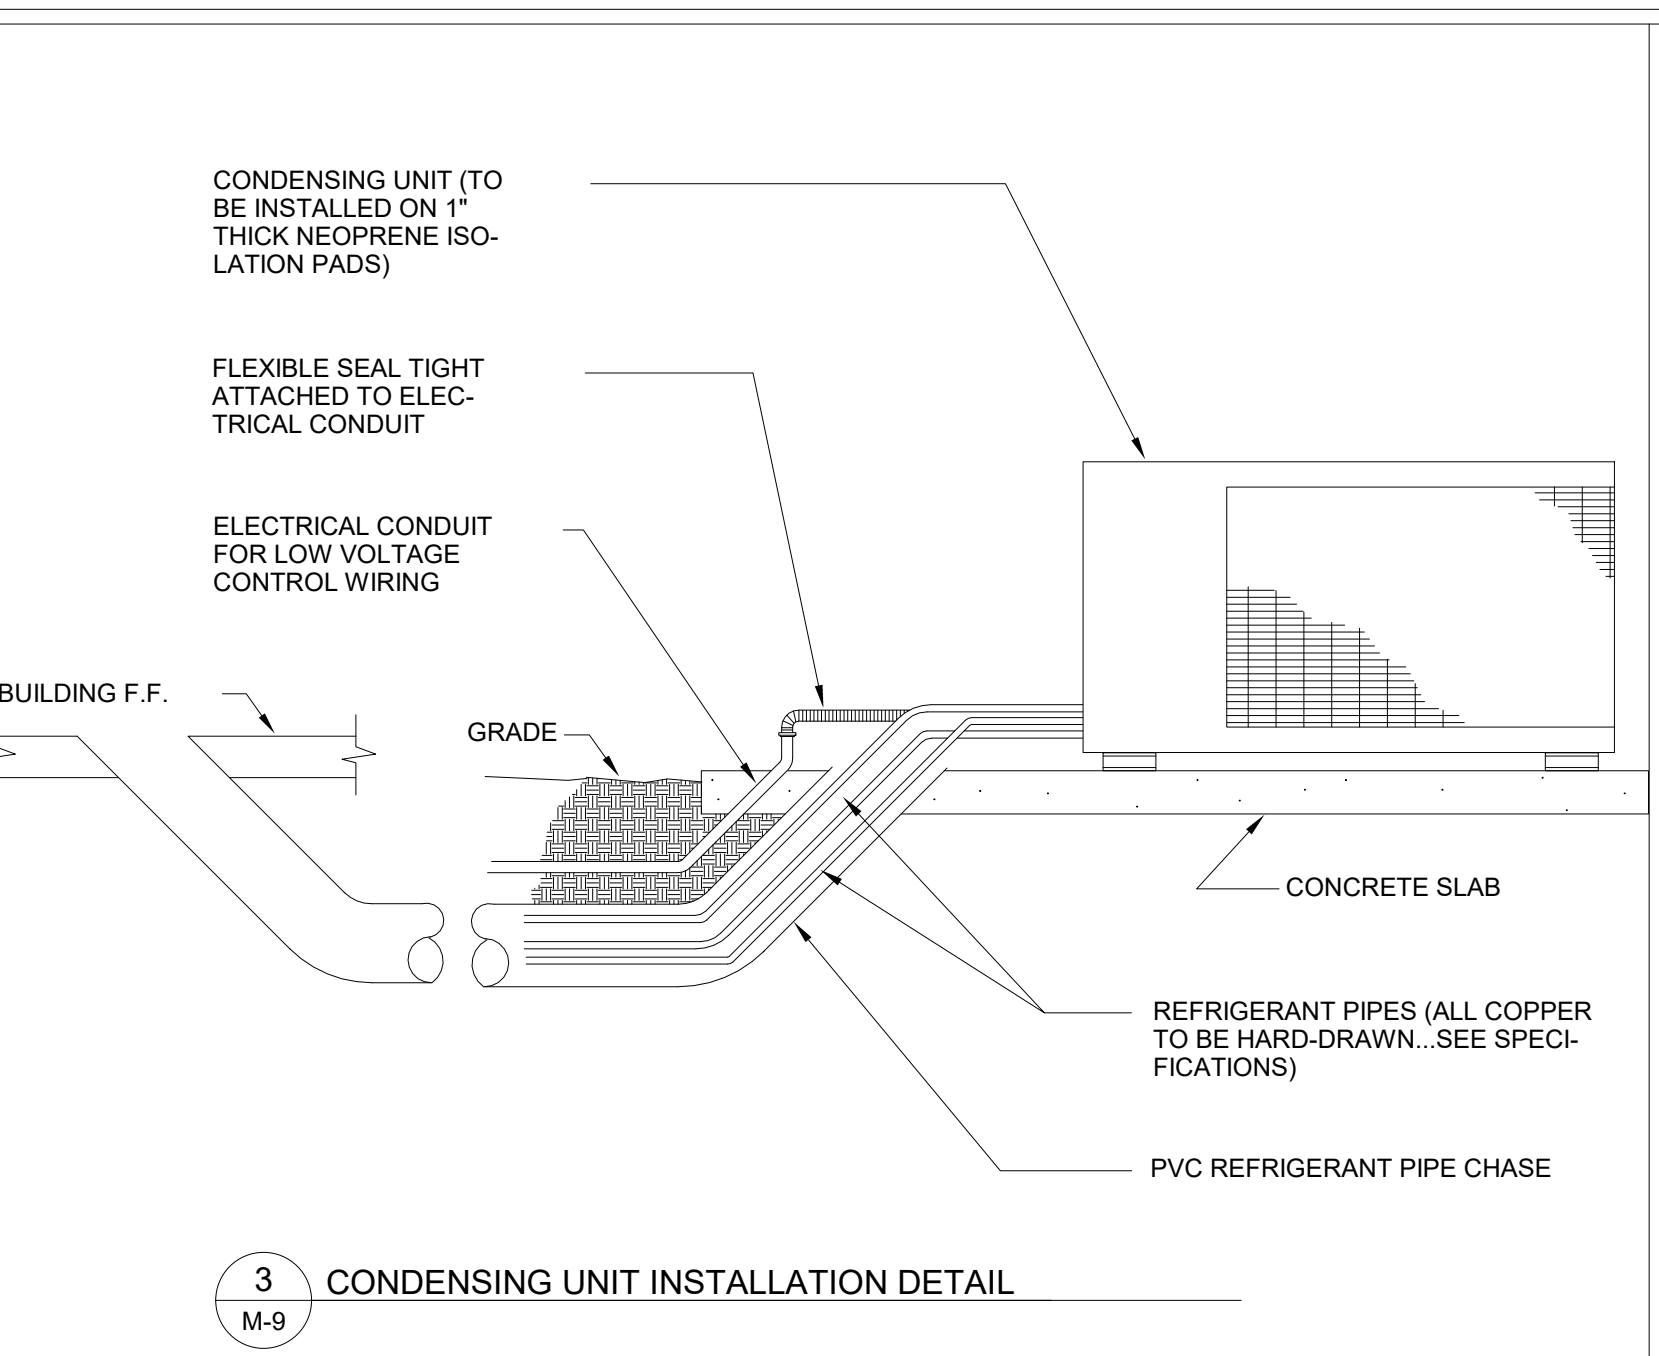 CONDENSING UNIT (TO
BE INSTALLED ON 1"
THICK NEOPRENE ISO-
LATION PADS)
FLEXIBLE SEAL TIGHT
ATTACHED TO ELEC-
TRICAL CONDUIT
ELECTRICAL CONDUIT
FOR LOW VOLTAGE
CONTROL WIRING
BUILDING F.F.
GRADE
CONCRETE SLAB
REFRIGERANT PIPES (ALL COPPER
TO BE HARD-DRAWN...SEE SPECI-
FICATIONS)
PVC REFRIGERANT PIPE CHASE
3
M-9
CONDENSING UNIT INSTALLATION DETAIL